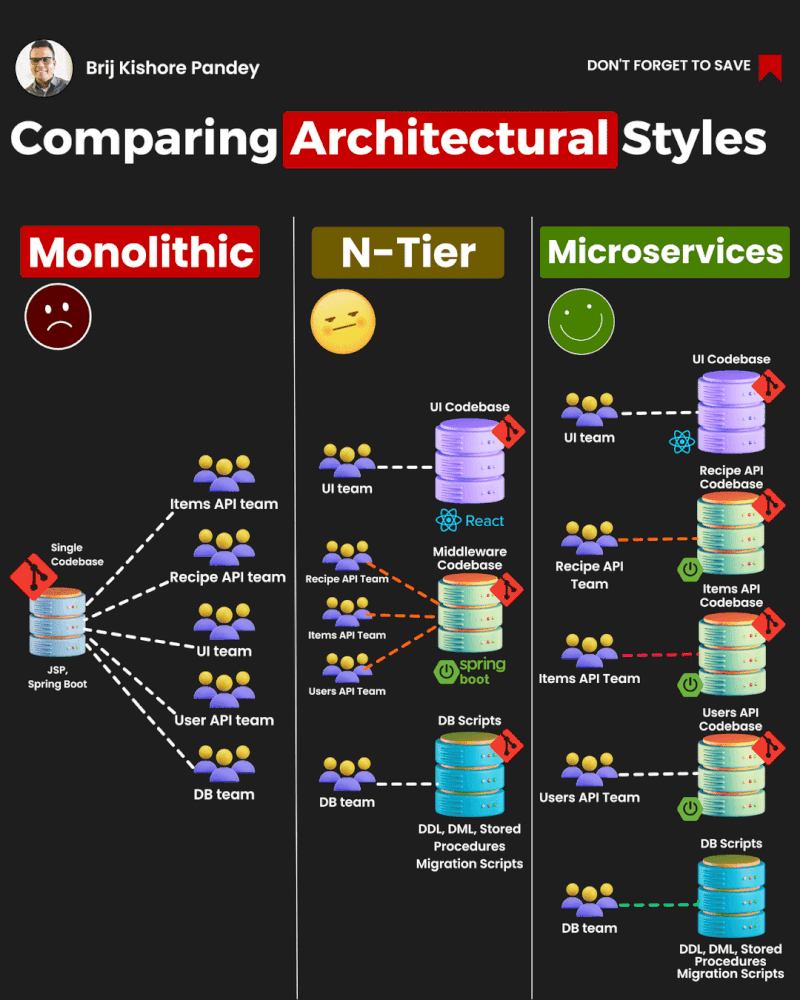 Brij Kishore Pandey
DON'T FORGET TO SAVE
Comparing Architectural Styles
Monolithic
Items API team
Recipe API team
Single
Codebase
UI team
JSP,
Spring Boot
User API team
DB team
N-Tier
UI Codebase
UI team
React
Middleware
Codebase
Recipe API Team
Items API Team
Users API Team
spring
boot
DB Scripts
DB team
DDL, DML, Stored
Procedures
Migration Scripts
Microservices
UI Codebase
UI team
Recipe API
Codebase
Recipe API
Team
Items API
Codebase
Items API Team
Users API
Codebase
Users API Team
DB Scripts
DB team
DDL, DML, Stored
Procedures
Migration Scripts